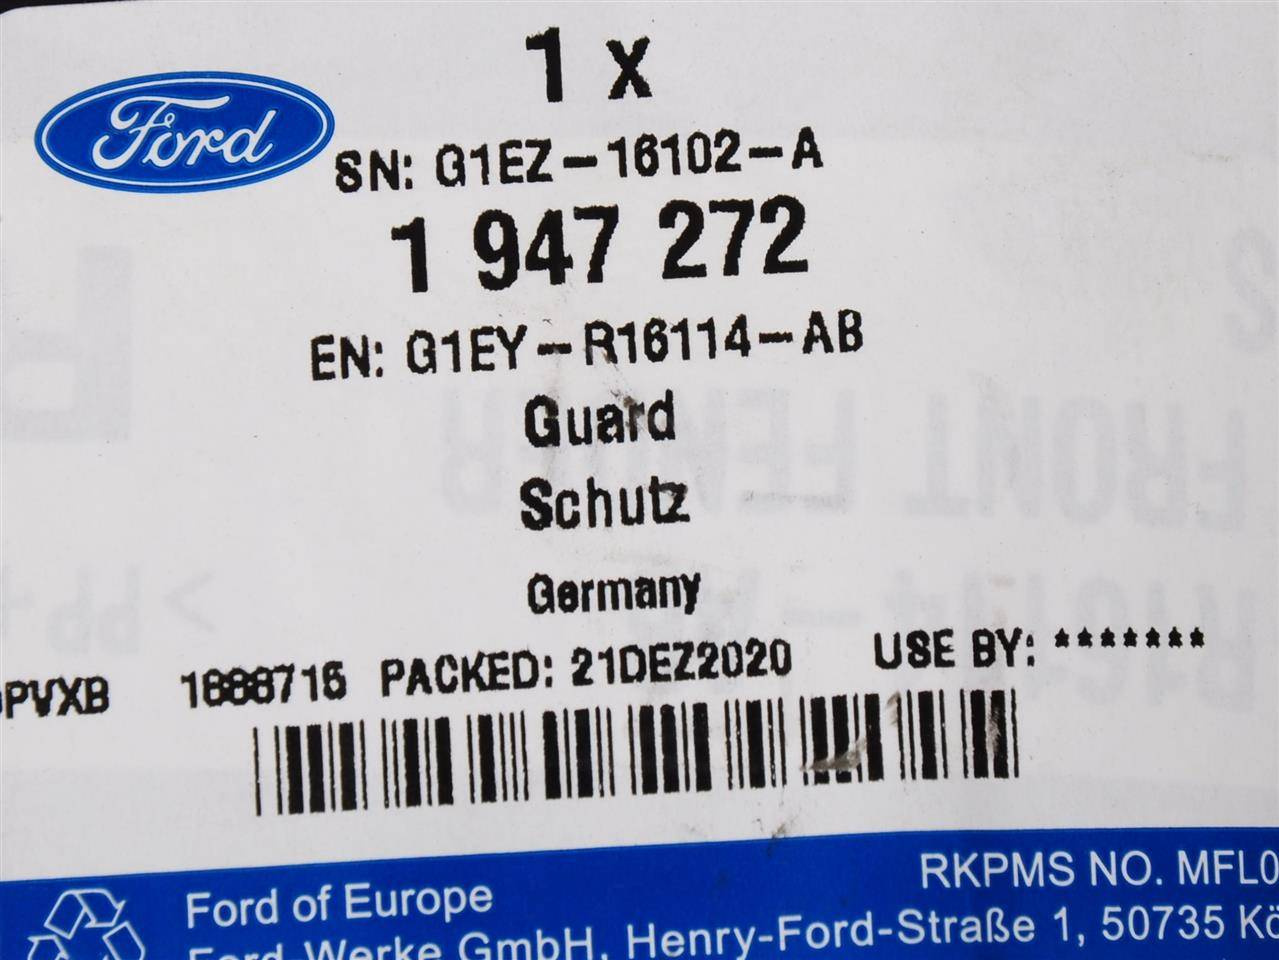 1 x
Ford
SN: G1EZ-16102-A
1 947 272
EN: G1EY-R16114-AB
Guard
Schutz
Germany
PVXB 1688715 PACKED: 21DEZ2020 USE BY: *******
RKPMS NO. MFL0
Ford of Europe
Ford-Werke GmbH, Henry-Ford-Straße 1, 50735 Kö